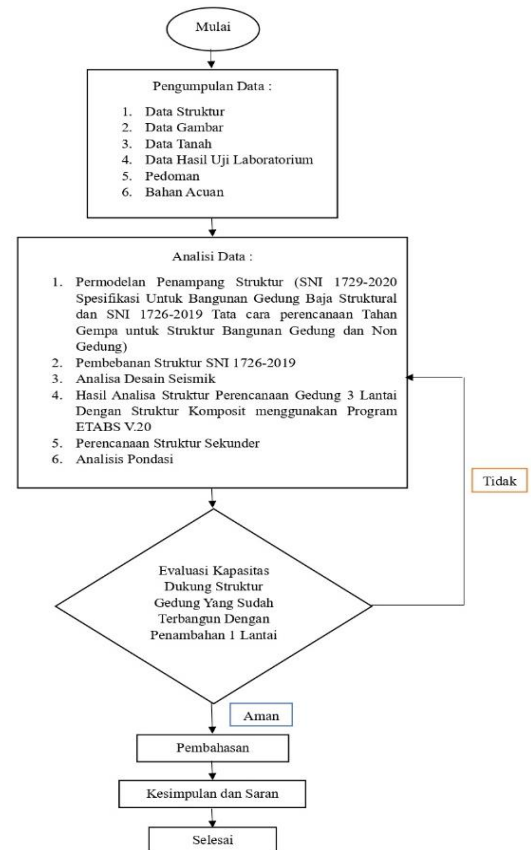 Mulai
Pengumpulan Data :
1. Data Struktur
2. Data Gambar
3. Data Tanah
4. Data Hasil Uji Laboratorium
5. Pedoman
6. Bahan Acuan
Analisi Data :
1. Permodelan Penampang Struktur (SNI 1729-2020
Spesifikasi Untuk Bangunan Gedung Baja Struktural
dan SNI 1726-2019 Tata cara perencanaan Tahan
Gempa untuk Struktur Bangunan Gedung dan Non
Gedung)
2. Pembebanan Struktur SNI 1726-2019
3. Analisa Desain Seismik
4. Hasil Analisa Struktur Perencanaan Gedung 3 Lantai
Dengan Struktur Komposit menggunakan Program
ETABS V.20
5. Perencanaan Struktur Sekunder
6. Analisis Pondasi
Tidak
Evaluasi Kapasitas
Dukung Struktur
Gedung Yang Sudah
Terbangun Dengan
Penambahan 1 Lantai
Aman
Pembahasan
Kesimpulan dan Saran
Selesai